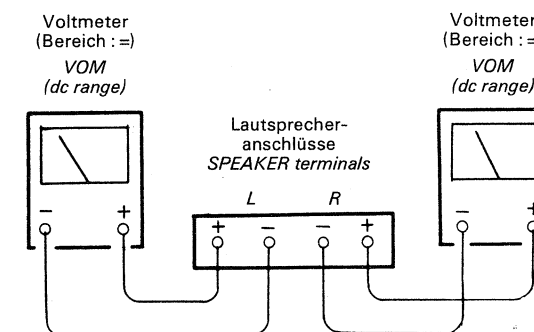 Voltmeter
(Bereich : =)
VOM
(dc range)
− +
Lautsprecher-
anschlüsse
SPEAKER terminals
L R
+ − − +
Voltmeter
(Bereich : =
VOM
(dc range)
− +